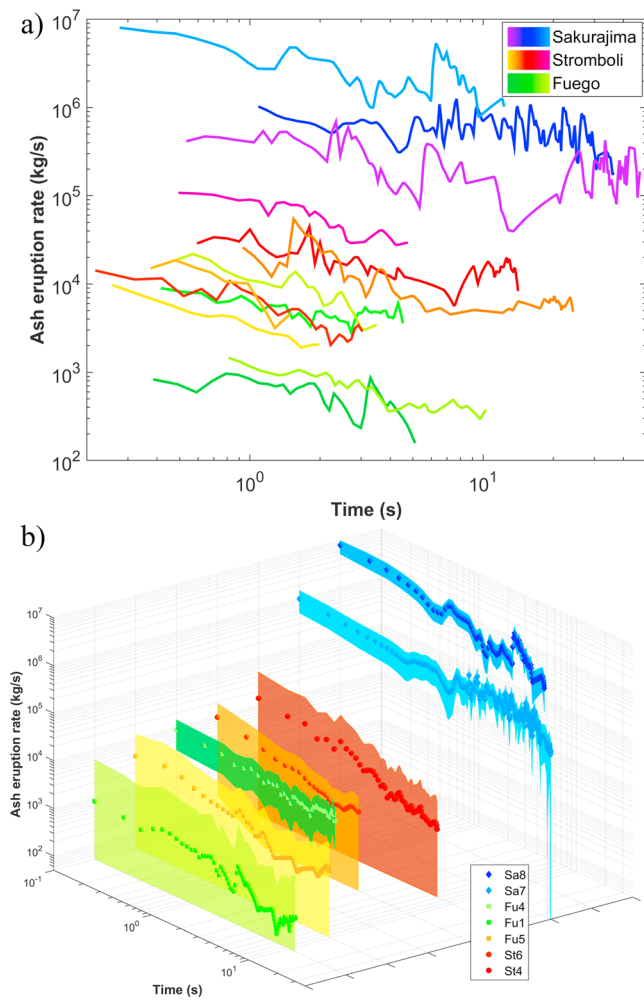 a)
10^7
10^6
10^5
10^4
10^3
10^2
Ash eruption rate (kg/s)
Sakurajima
Stromboli
Fuego
10^0
10^1
Time (s)
b)
10^7
10^6
10^5
10^4
10^3
10^2
Ash eruption rate (kg/s)
10^-1
10^0
10^1
Time (s)
Sa8
Sa7
Fu4
Fu1
Fu5
St6
St4